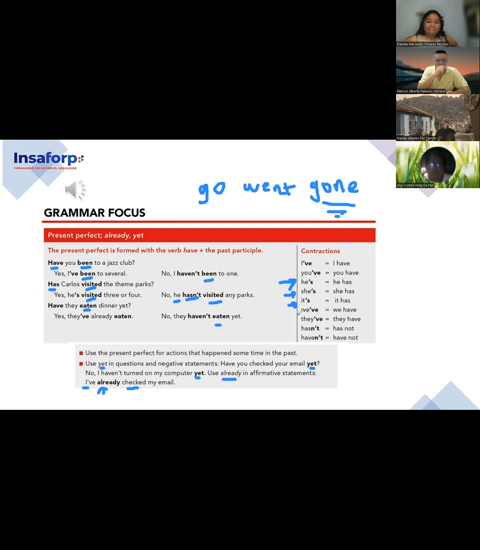 Insaforp
go went gone
GRAMMAR FOCUS
Present perfect; already, yet
The present perfect is formed with the verb have + the past participle.
Have you been to a jazz club?
Yes, I've been to several. No, I haven't been to one.
Has Carlos visited the theme parks?
Yes, he's visited three or four. No, he hasn't visited any parks.
Have they eaten dinner yet?
Yes, they've already eaten. No, they haven't eaten yet.
Contractions
I've = I have
you've = you have
he's = he has
she's = she has
it's = it has
we've = we have
they've = they have
hasn't = has not
haven't = have not
Use the present perfect for actions that happened some time in the past.
Use yet in questions and negative statements: Have you checked your email yet?
No, I haven't turned on my computer yet. Use already in affirmative statements:
I've already checked my email.